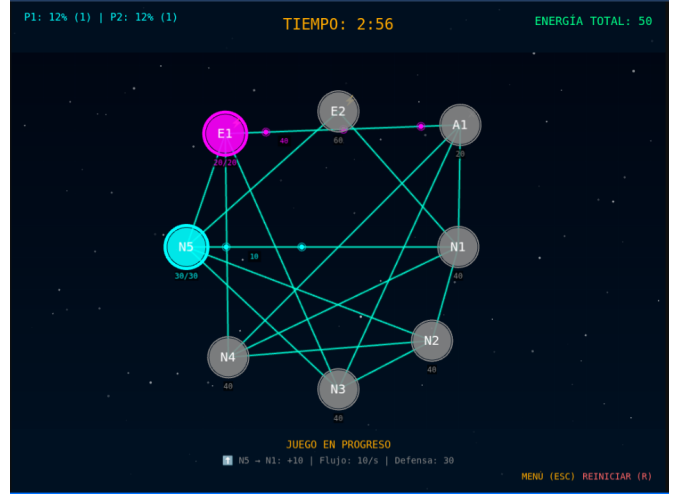 P1: 12% (1) | P2: 12% (1)
TIEMPO: 2:56
ENERGÍA TOTAL: 50
E2
60
A1
20
E1
20/20
40
N5
30/30
10
N1
40
N2
40
N4
40
N3
40
JUEGO EN PROGRESO
⬆️ N5 → N1: +10 | Flujo: 10/s | Defensa: 30
MENÚ (ESC)
REINICIAR (R)